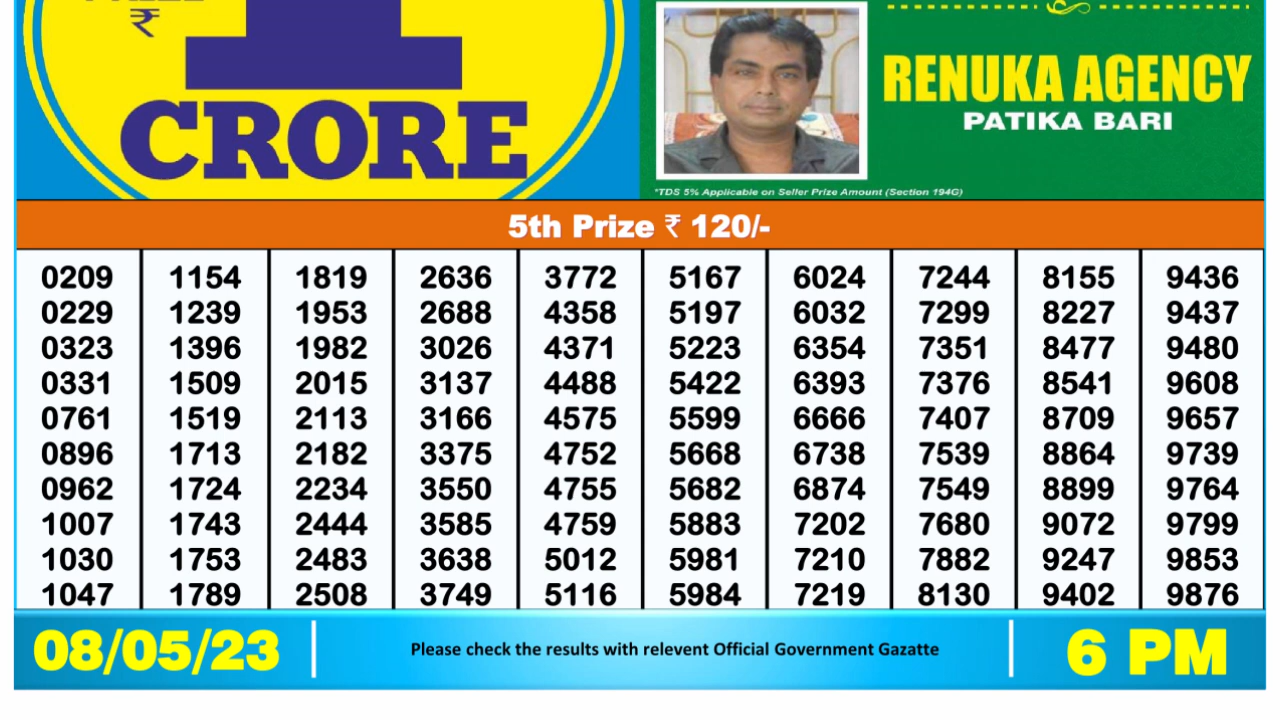 ₹
CRORE
RENUKA AGENCY
PATIKA BARI
*TDS 5% Applicable on Seller Prize Amount (Section 194G)
5th Prize ₹ 120/-
0209 1154 1819 2636 3772 5167 6024 7244 8155 9436
0229 1239 1953 2688 4358 5197 6032 7299 8227 9437
0323 1396 1982 3026 4371 5223 6354 7351 8477 9480
0331 1509 2015 3137 4488 5422 6393 7376 8541 9608
0761 1519 2113 3166 4575 5599 6666 7407 8709 9657
0896 1713 2182 3375 4752 5668 6738 7539 8864 9739
0962 1724 2234 3550 4755 5682 6874 7549 8899 9764
1007 1743 2444 3585 4759 5883 7202 7680 9072 9799
1030 1753 2483 3638 5012 5981 7210 7882 9247 9853
1047 1789 2508 3749 5116 5984 7219 8130 9402 9876
08/05/23 Please check the results with relevent Official Government Gazatte 6 PM